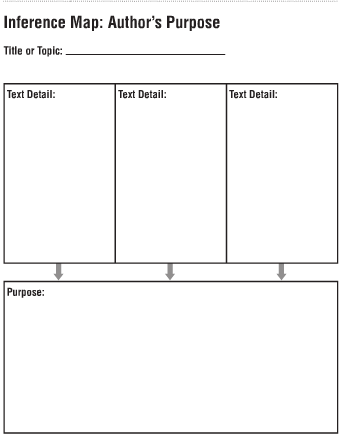 Inference Map: Author's Purpose
Title or Topic:
Text Detail:
Text Detail:
Text Detail:
Purpose: